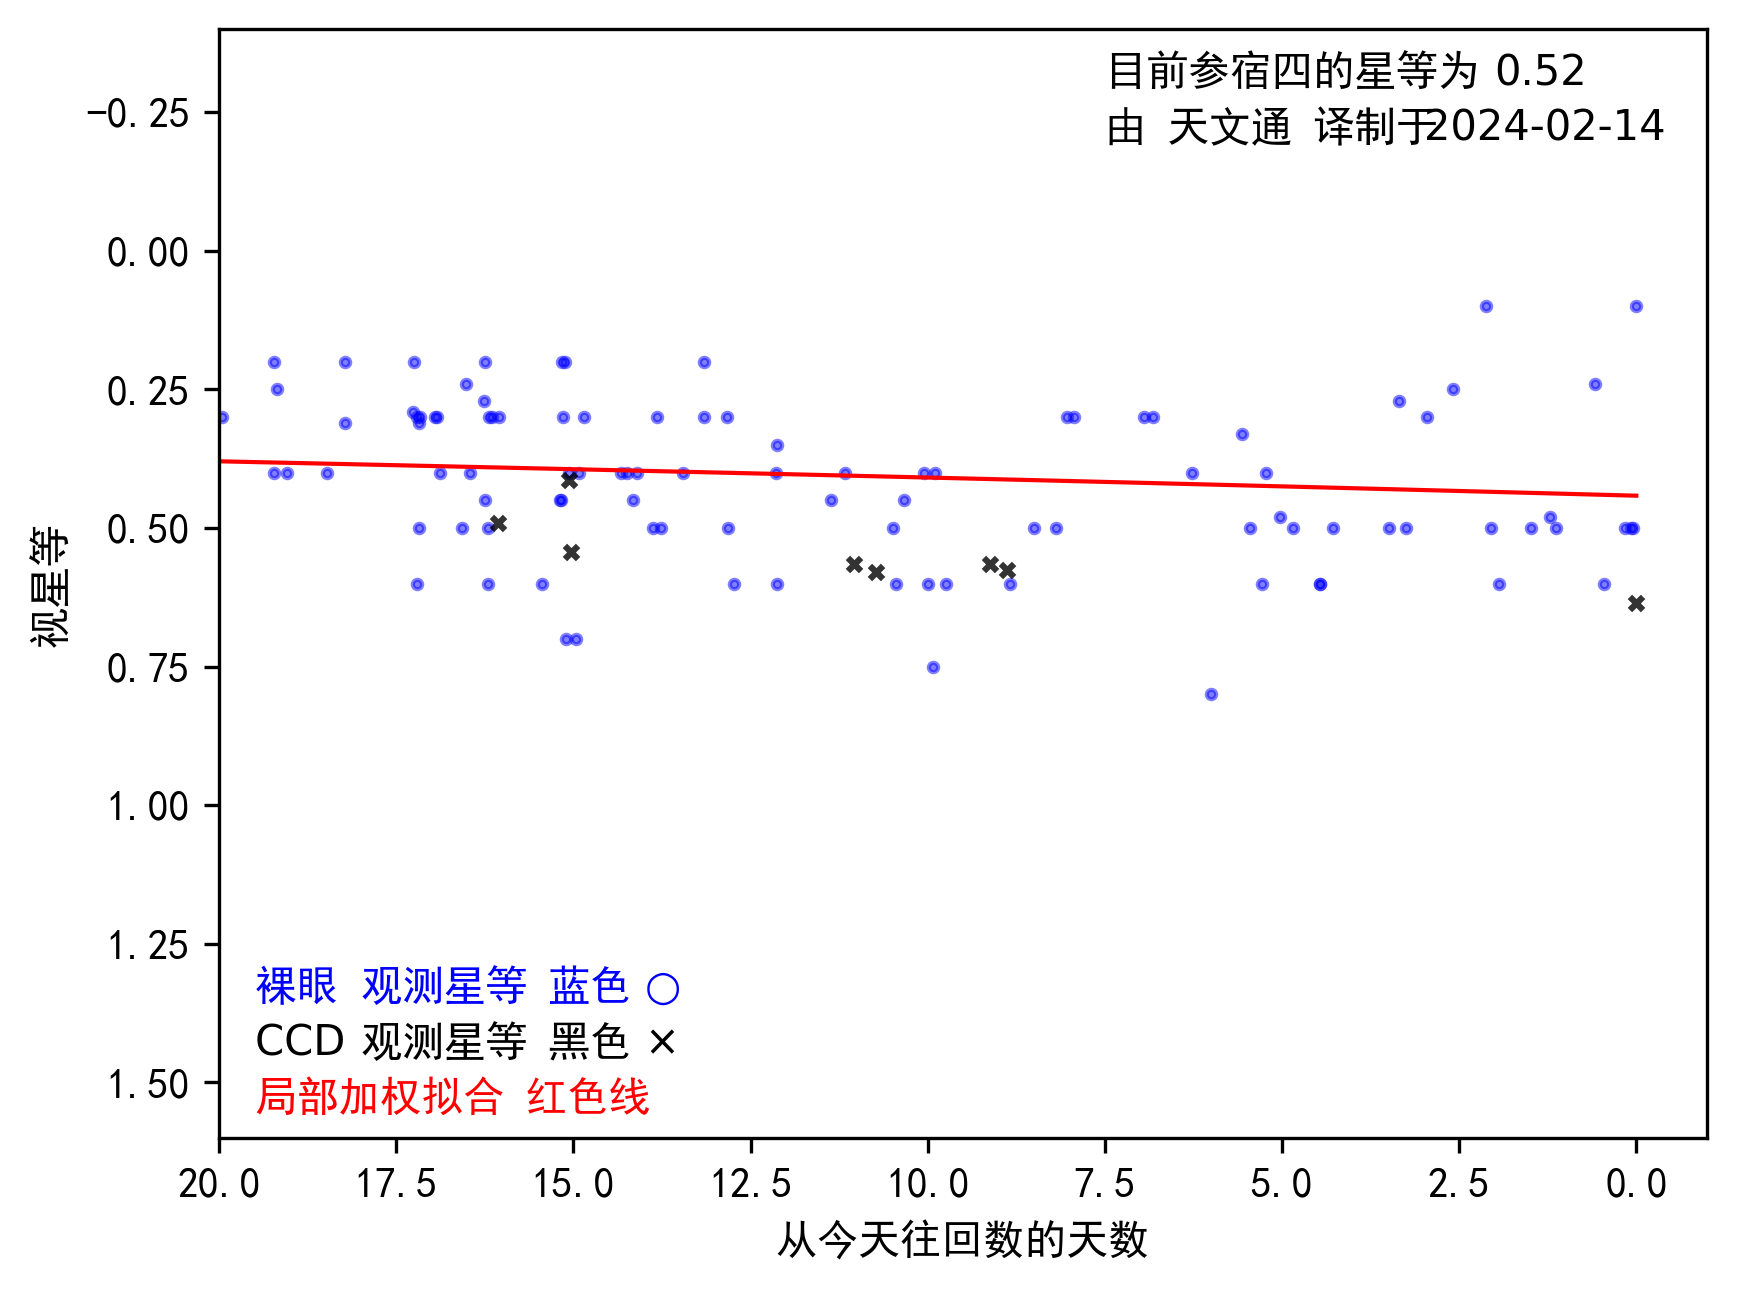 目前参宿四的星等为 0.52
由 天文通 译制于2024-02-14
−0.25
0.00
0.25
0.50
0.75
1.00
1.25
1.50
视星等
裸眼 观测星等 蓝色 ○
CCD 观测星等 黑色 ×
局部加权拟合 红色线
20.0 17.5 15.0 12.5 10.0 7.5 5.0 2.5 0.0
从今天往回数的天数